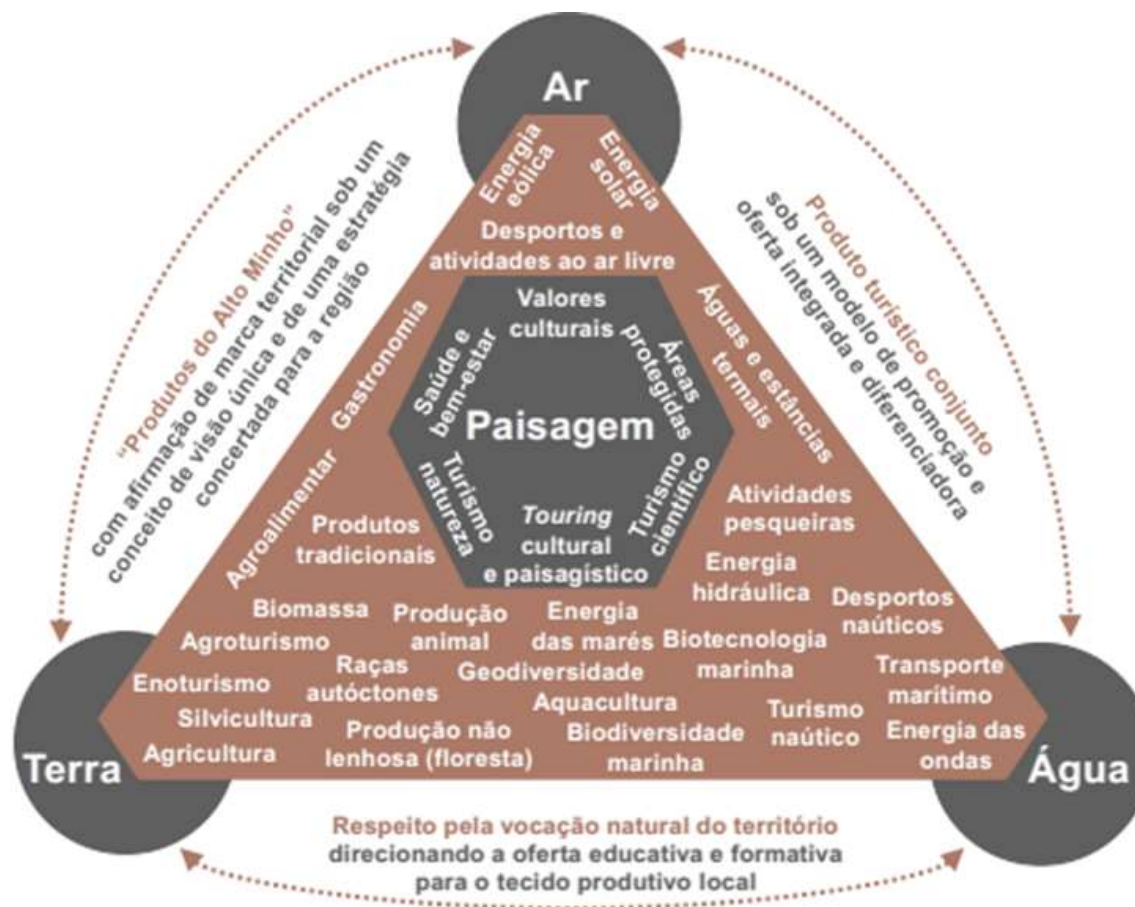 Ar
Energia
eólica
Energia
solar
Desportos e
atividades ao ar livre
“Produtos do Alto Minho”
com afirmação de marca territorial sob um
conceito de visão única e de uma estratégia
concertada para a região
Produto turístico conjunto
sob um modelo de promoção e
oferta integrada e diferenciadora
Gastronomia
Agroalimentar
Águas e estâncias
termais
Valores
culturais
Saúde e
bem-estar
Áreas
protegidas
Paisagem
Turismo
natureza
Turismo
científico
Touring
cultural
e paisagístico
Produtos
tradicionais
Atividades
pesqueiras
Energia
hidráulica
Biomassa
Produção
animal
Energia
das marés
Desportos
naúticos
Agroturismo
Biotecnologia
marinha
Raças
autóctones
Geodiversidade
Transporte
marítimo
Enoturismo
Aquacultura
Silvicultura
Turismo
naútico
Produção não
lenhosa (floresta)
Biodiversidade
marinha
Energia das
ondas
Agricultura
Terra
Água
Respeito pela vocação natural do território
direcionando a oferta educativa e formativa
para o tecido produtivo local